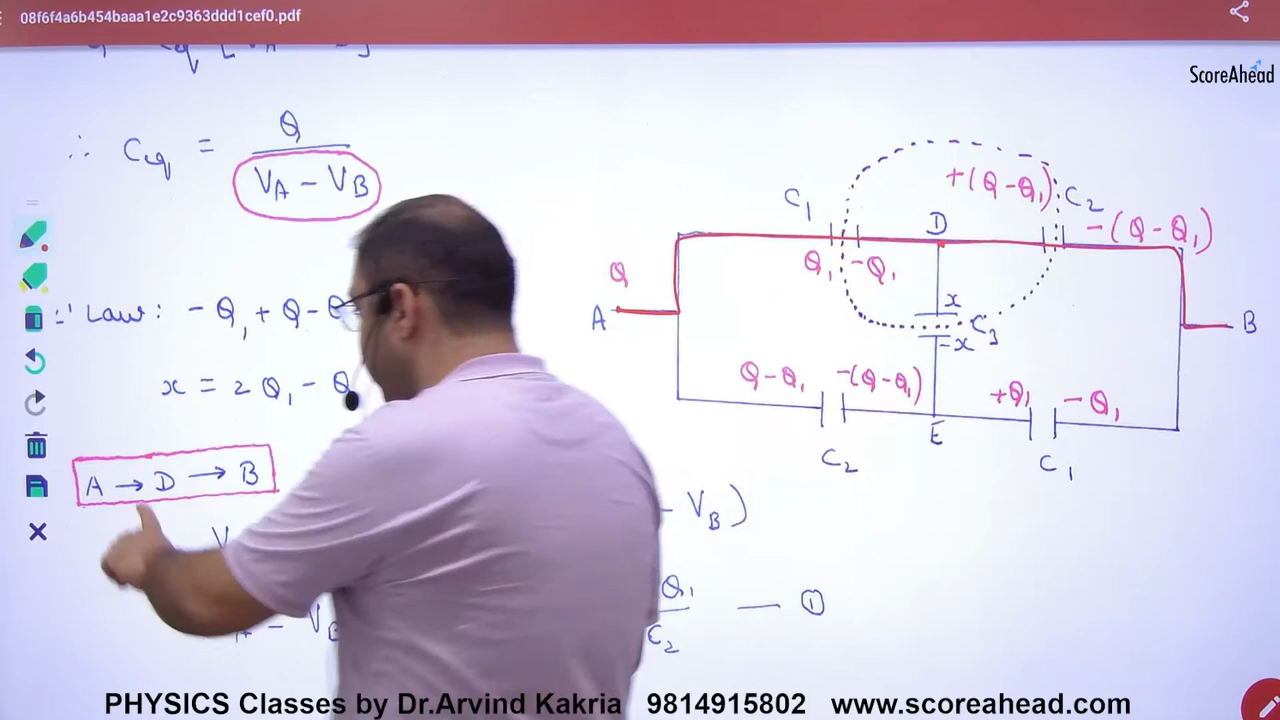 08f6f4a6b454baaa1e2c9363ddd1cef0.pdf
ScoreAhead
∴ Ceq = Q / (VA – VB)
Law: – Q1 + Q – Q
x = 2Q1 – Q
A → D → B
– VB)
Q1 / C2 — ①
C1 D +(Q – Q1) C2 –(Q – Q1)
Q Q1 –Q1
A x C3 B
–x
Q – Q1 –(Q – Q1) +Q1 –Q1
C2 E C1
PHYSICS Classes by Dr.Arvind Kakria 9814915802 www.scoreahead.com